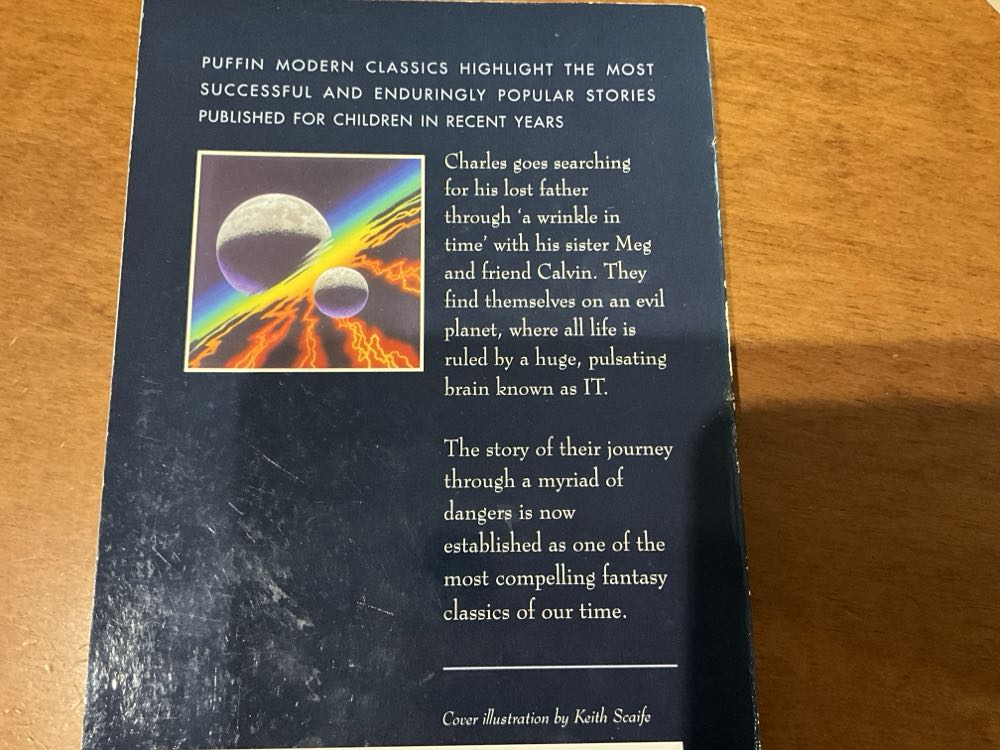 PUFFIN MODERN CLASSICS HIGHLIGHT THE MOST
SUCCESSFUL AND ENDURINGLY POPULAR STORIES
PUBLISHED FOR CHILDREN IN RECENT YEARS
Charles goes searching
for his lost father
through ‘a wrinkle in
time’ with his sister Meg
and friend Calvin. They
find themselves on an evil
planet, where all life is
ruled by a huge, pulsating
brain known as IT.
The story of their journey
through a myriad of
dangers is now
established as one of the
most compelling fantasy
classics of our time.
Cover illustration by Keith Scaife